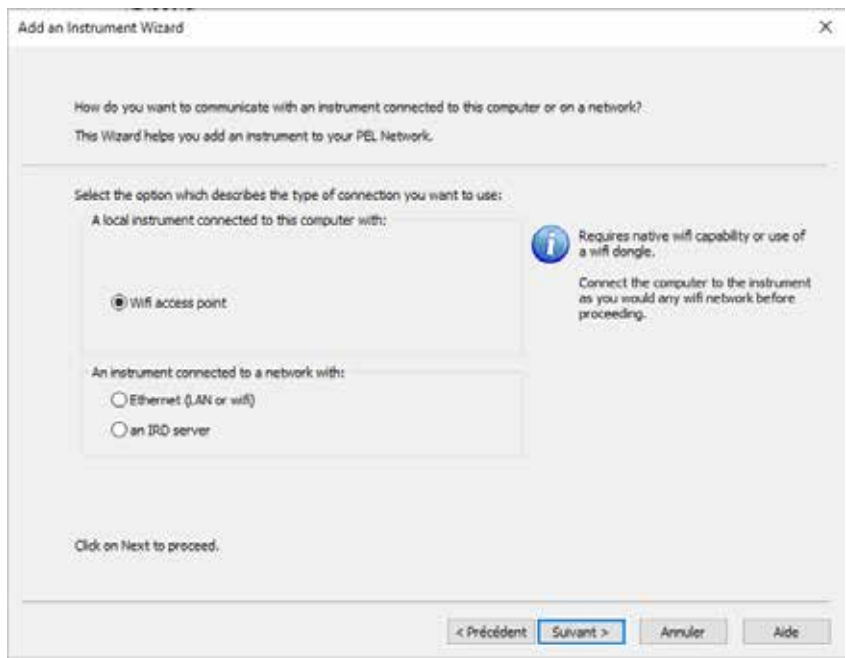 Add an Instrument Wizard
How do you want to communicate with an instrument connected to this computer or on a network?
This Wizard helps you add an instrument to your PEL Network.
Select the option which describes the type of connection you want to use:
A local instrument connected to this computer with:
Wifi access point
Requires native wifi capability or use of
a wifi dongle.
Connect the computer to the instrument
as you would any wifi network before
proceeding.
An instrument connected to a network with:
Ethernet (LAN or wifi)
an IRD server
Click on Next to proceed.
< Précédent
Suivant >
Annuler
Aide